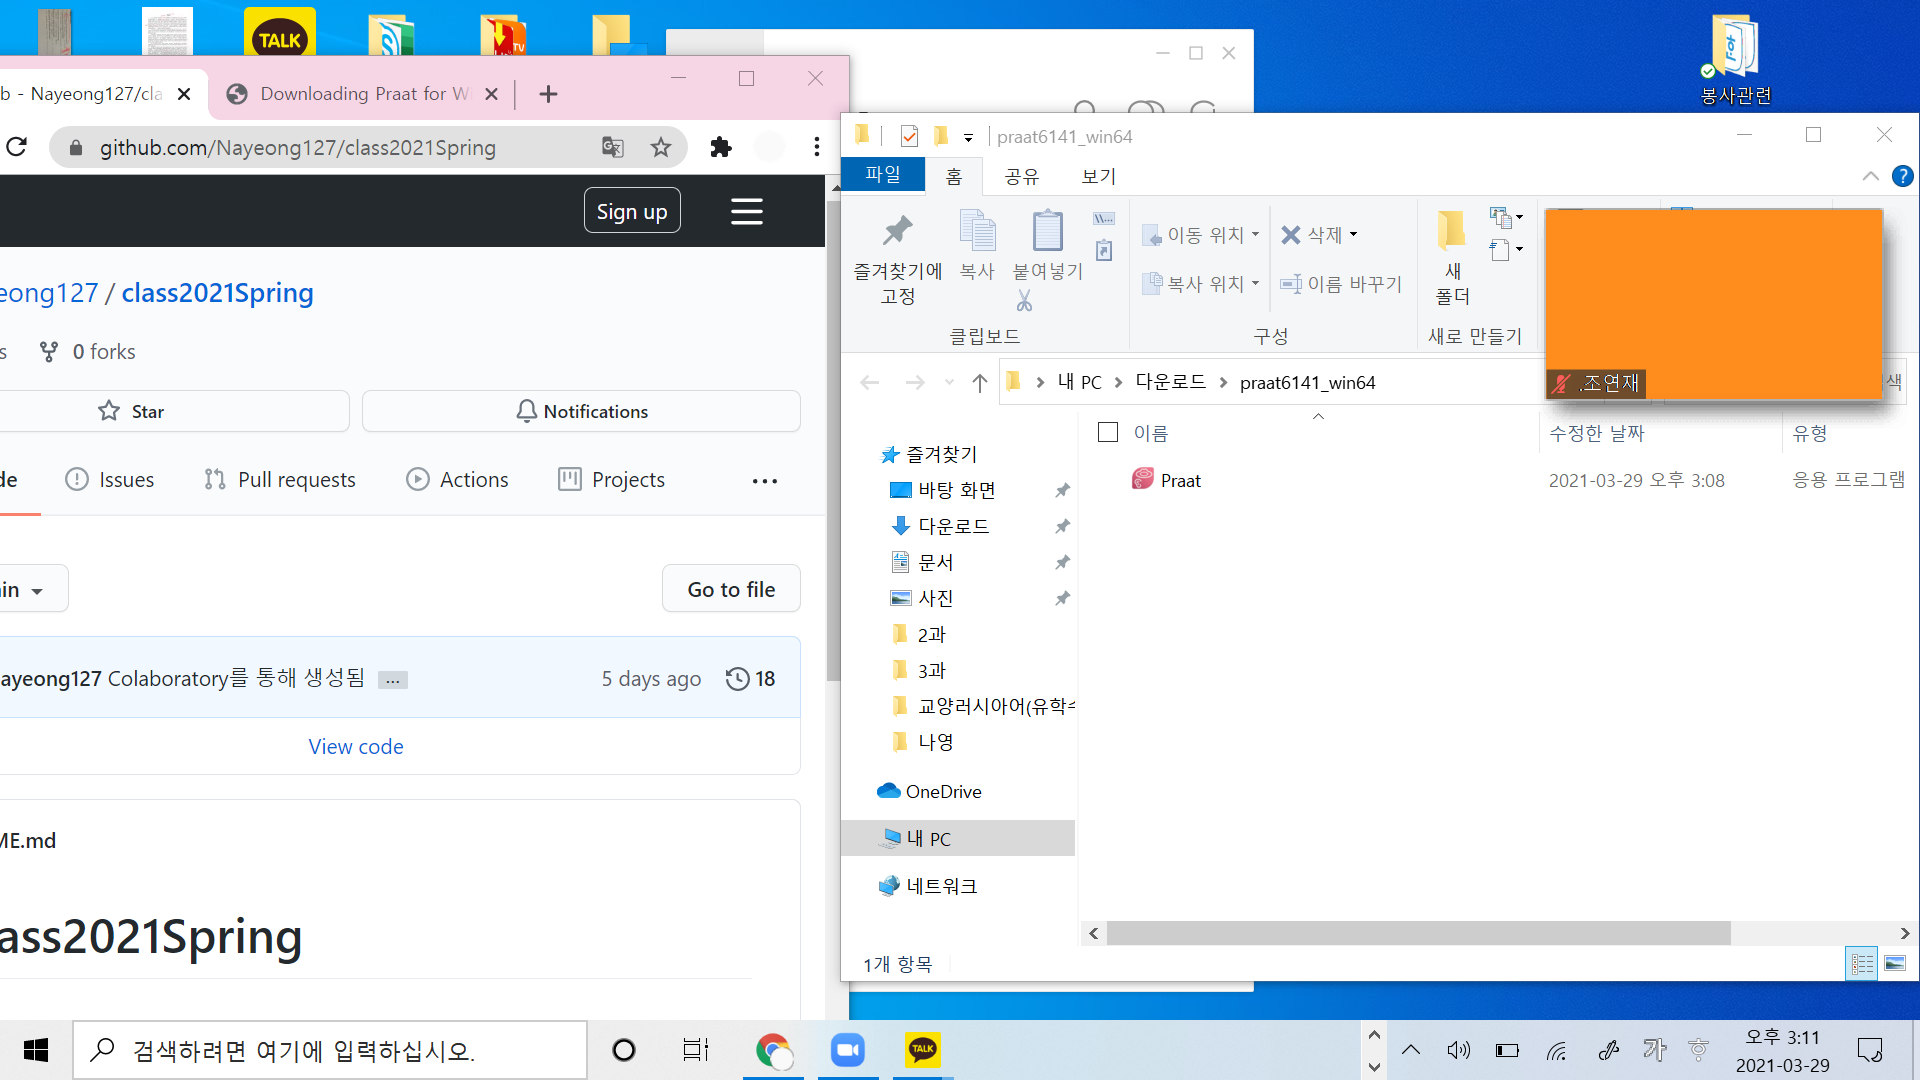 TALK
TV
봉사관련
b - Nayeong127/cla
Downloading Praat for Wi
github.com/Nayeong127/class2021Spring
Sign up
eong127 / class2021Spring
s
0 forks
Star
Notifications
de
Issues
Pull requests
Actions
Projects
in
Go to file
ayeong127 Colaboratory를 통해 생성됨 ...
5 days ago
18
View code
ME.md
ass2021Spring
praat6141_win64
파일
홈
공유
보기
즐겨찾기에 고정
복사
붙여넣기
클립보드
이동 위치
복사 위치
삭제
이름 바꾸기
구성
새 폴더
새로 만들기
.조연재
내 PC
다운로드
praat6141_win64
색
이름
수정한 날짜
유형
Praat
2021-03-29 오후 3:08
응용 프로그램
즐겨찾기
바탕 화면
다운로드
문서
사진
2과
3과
교양러시아어(유학수
나영
OneDrive
내 PC
네트워크
1개 항목
검색하려면 여기에 입력하십시오.
TALK
가
오후 3:11
2021-03-29